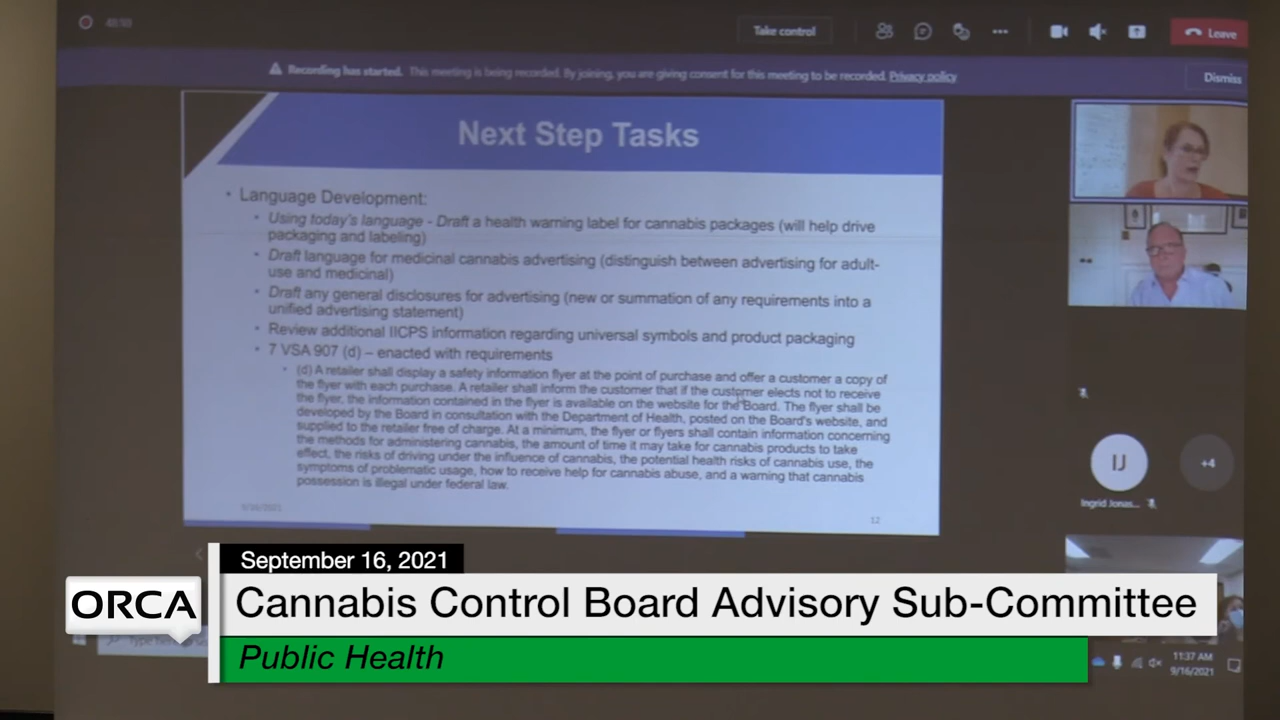 Take control
Leave
Recording has started. This meeting is being recorded. By joining, you are giving consent for this meeting to be recorded. Privacy policy
Dismiss
Next Step Tasks
• Language Development:
• Using today's language - Draft a health warning label for cannabis packages (will help drive
packaging and labeling)
• Draft language for medicinal cannabis advertising (distinguish between advertising for adult-
use and medicinal)
• Draft any general disclosures for advertising (new or summation of any requirements into a
unified advertising statement)
• Review additional IICPS information regarding universal symbols and product packaging
• 7 VSA 907 (d) – enacted with requirements
• (d) A retailer shall display a safety information flyer at the point of purchase and offer a customer a copy of
the flyer with each purchase. A retailer shall inform the customer that if the customer elects not to receive
the flyer, the information contained in the flyer is available on the website for the Board. The flyer shall be
developed by the Board in consultation with the Department of Health, posted on the Board's website, and
supplied to the retailer free of charge. At a minimum, the flyer or flyers shall contain information concerning
the methods for administering cannabis, the amount of time it may take for cannabis products to take
effect, the risks of driving under the influence of cannabis, the potential health risks of cannabis use, the
symptoms of problematic usage, how to receive help for cannabis abuse, and a warning that cannabis
possession is illegal under federal law.
9/16/2021
12
IJ
+4
Ingrid Jonas...
September 16, 2021
ORCA
Cannabis Control Board Advisory Sub-Committee
Public Health
11:37 AM
9/16/2021